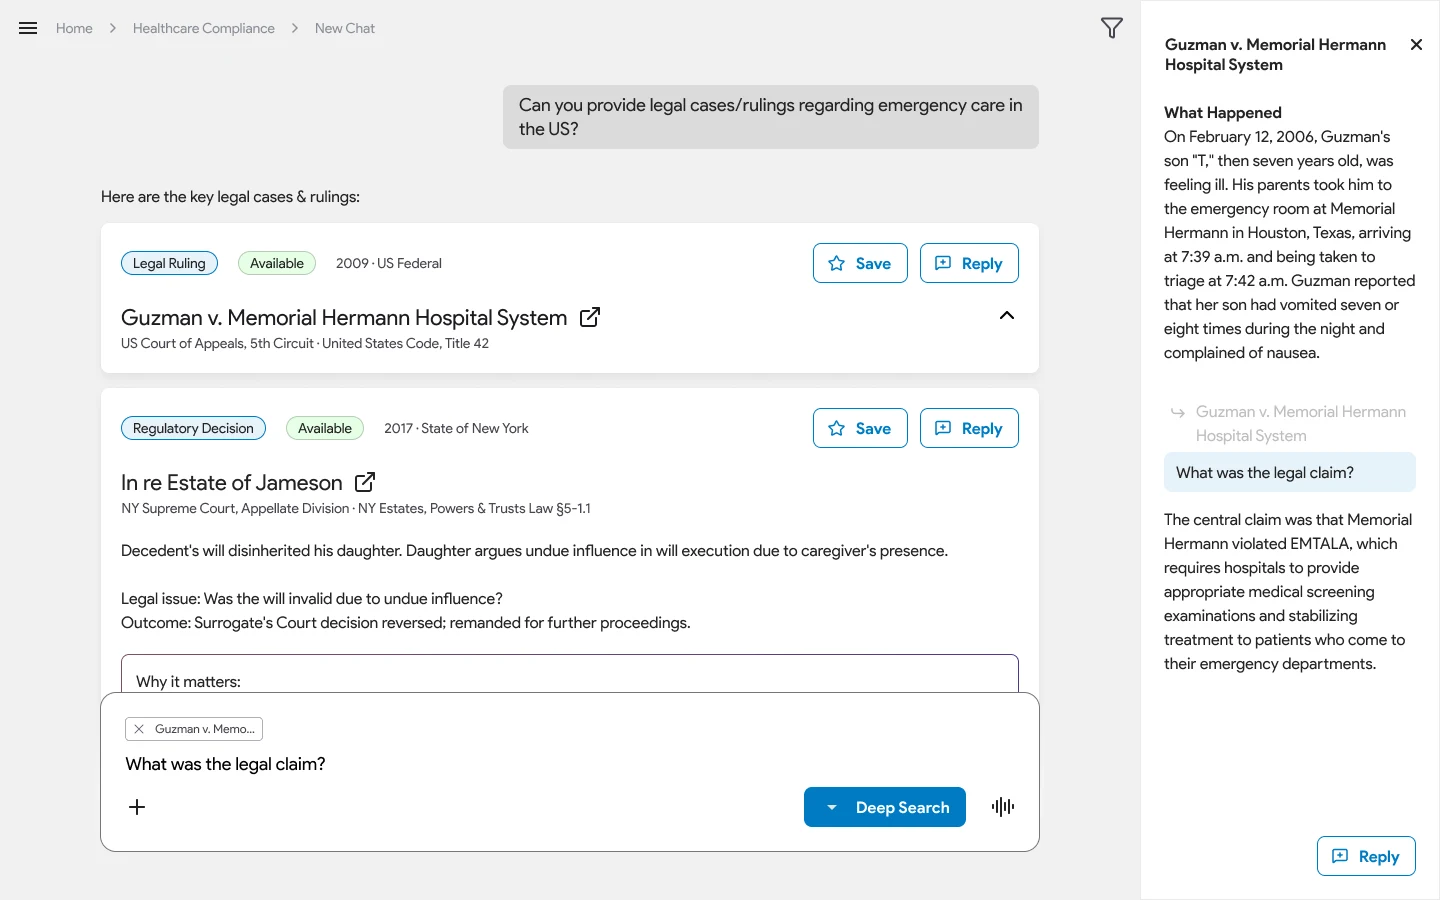 Home > Healthcare Compliance > New Chat
Can you provide legal cases/rulings regarding emergency care in
the US?
Here are the key legal cases & rulings:
Legal Ruling Available 2009 · US Federal Save Reply
Guzman v. Memorial Hermann Hospital System
US Court of Appeals, 5th Circuit · United States Code, Title 42
Regulatory Decision Available 2017 · State of New York Save Reply
In re Estate of Jameson
NY Supreme Court, Appellate Division · NY Estates, Powers & Trusts Law §5-1.1
Decedent's will disinherited his daughter. Daughter argues undue influence in will execution due to caregiver's presence.
Legal issue: Was the will invalid due to undue influence?
Outcome: Surrogate's Court decision reversed; remanded for further proceedings.
Why it matters:
Guzman v. Memo...
What was the legal claim?
Deep Search
Guzman v. Memorial Hermann
Hospital System
What Happened
On February 12, 2006, Guzman's
son "T," then seven years old, was
feeling ill. His parents took him to
the emergency room at Memorial
Hermann in Houston, Texas, arriving
at 7:39 a.m. and being taken to
triage at 7:42 a.m. Guzman reported
that her son had vomited seven or
eight times during the night and
complained of nausea.
Guzman v. Memorial Hermann
Hospital System
What was the legal claim?
The central claim was that Memorial
Hermann violated EMTALA, which
requires hospitals to provide
appropriate medical screening
examinations and stabilizing
treatment to patients who come to
their emergency departments.
Reply